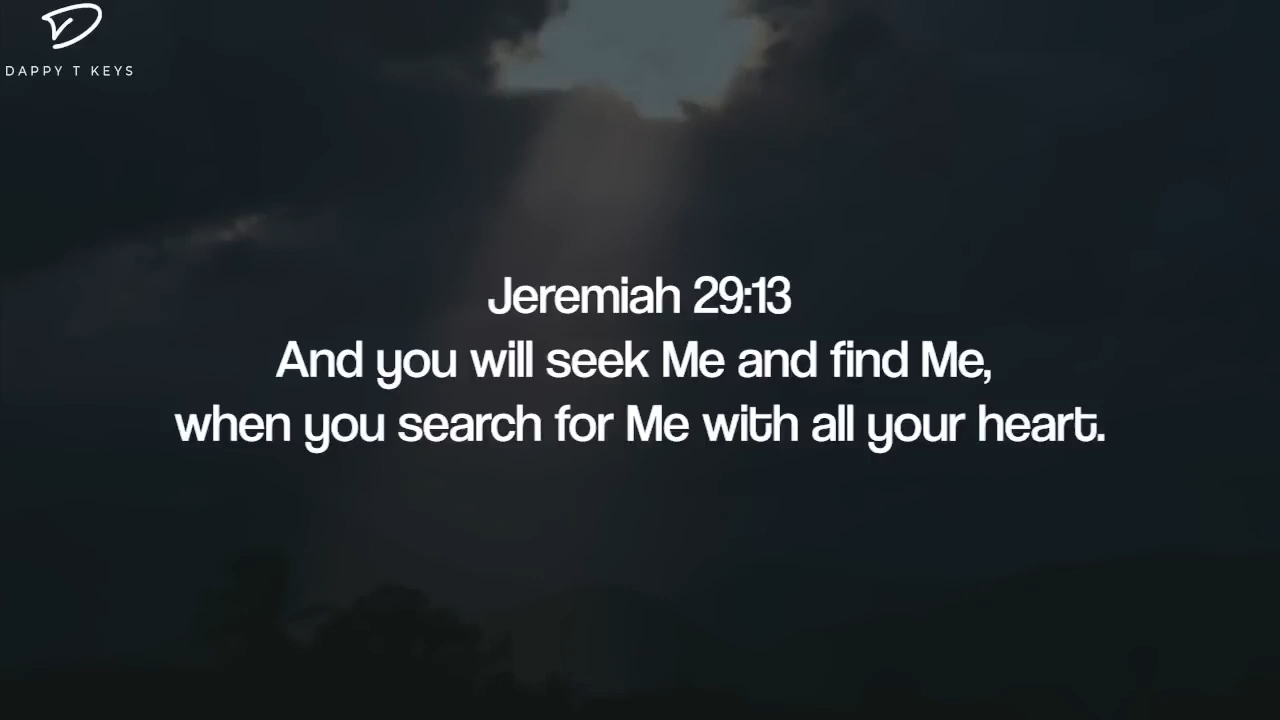 DAPPY T KEYS
Jeremiah 29:13
And you will seek Me and find Me,
when you search for Me with all your heart.